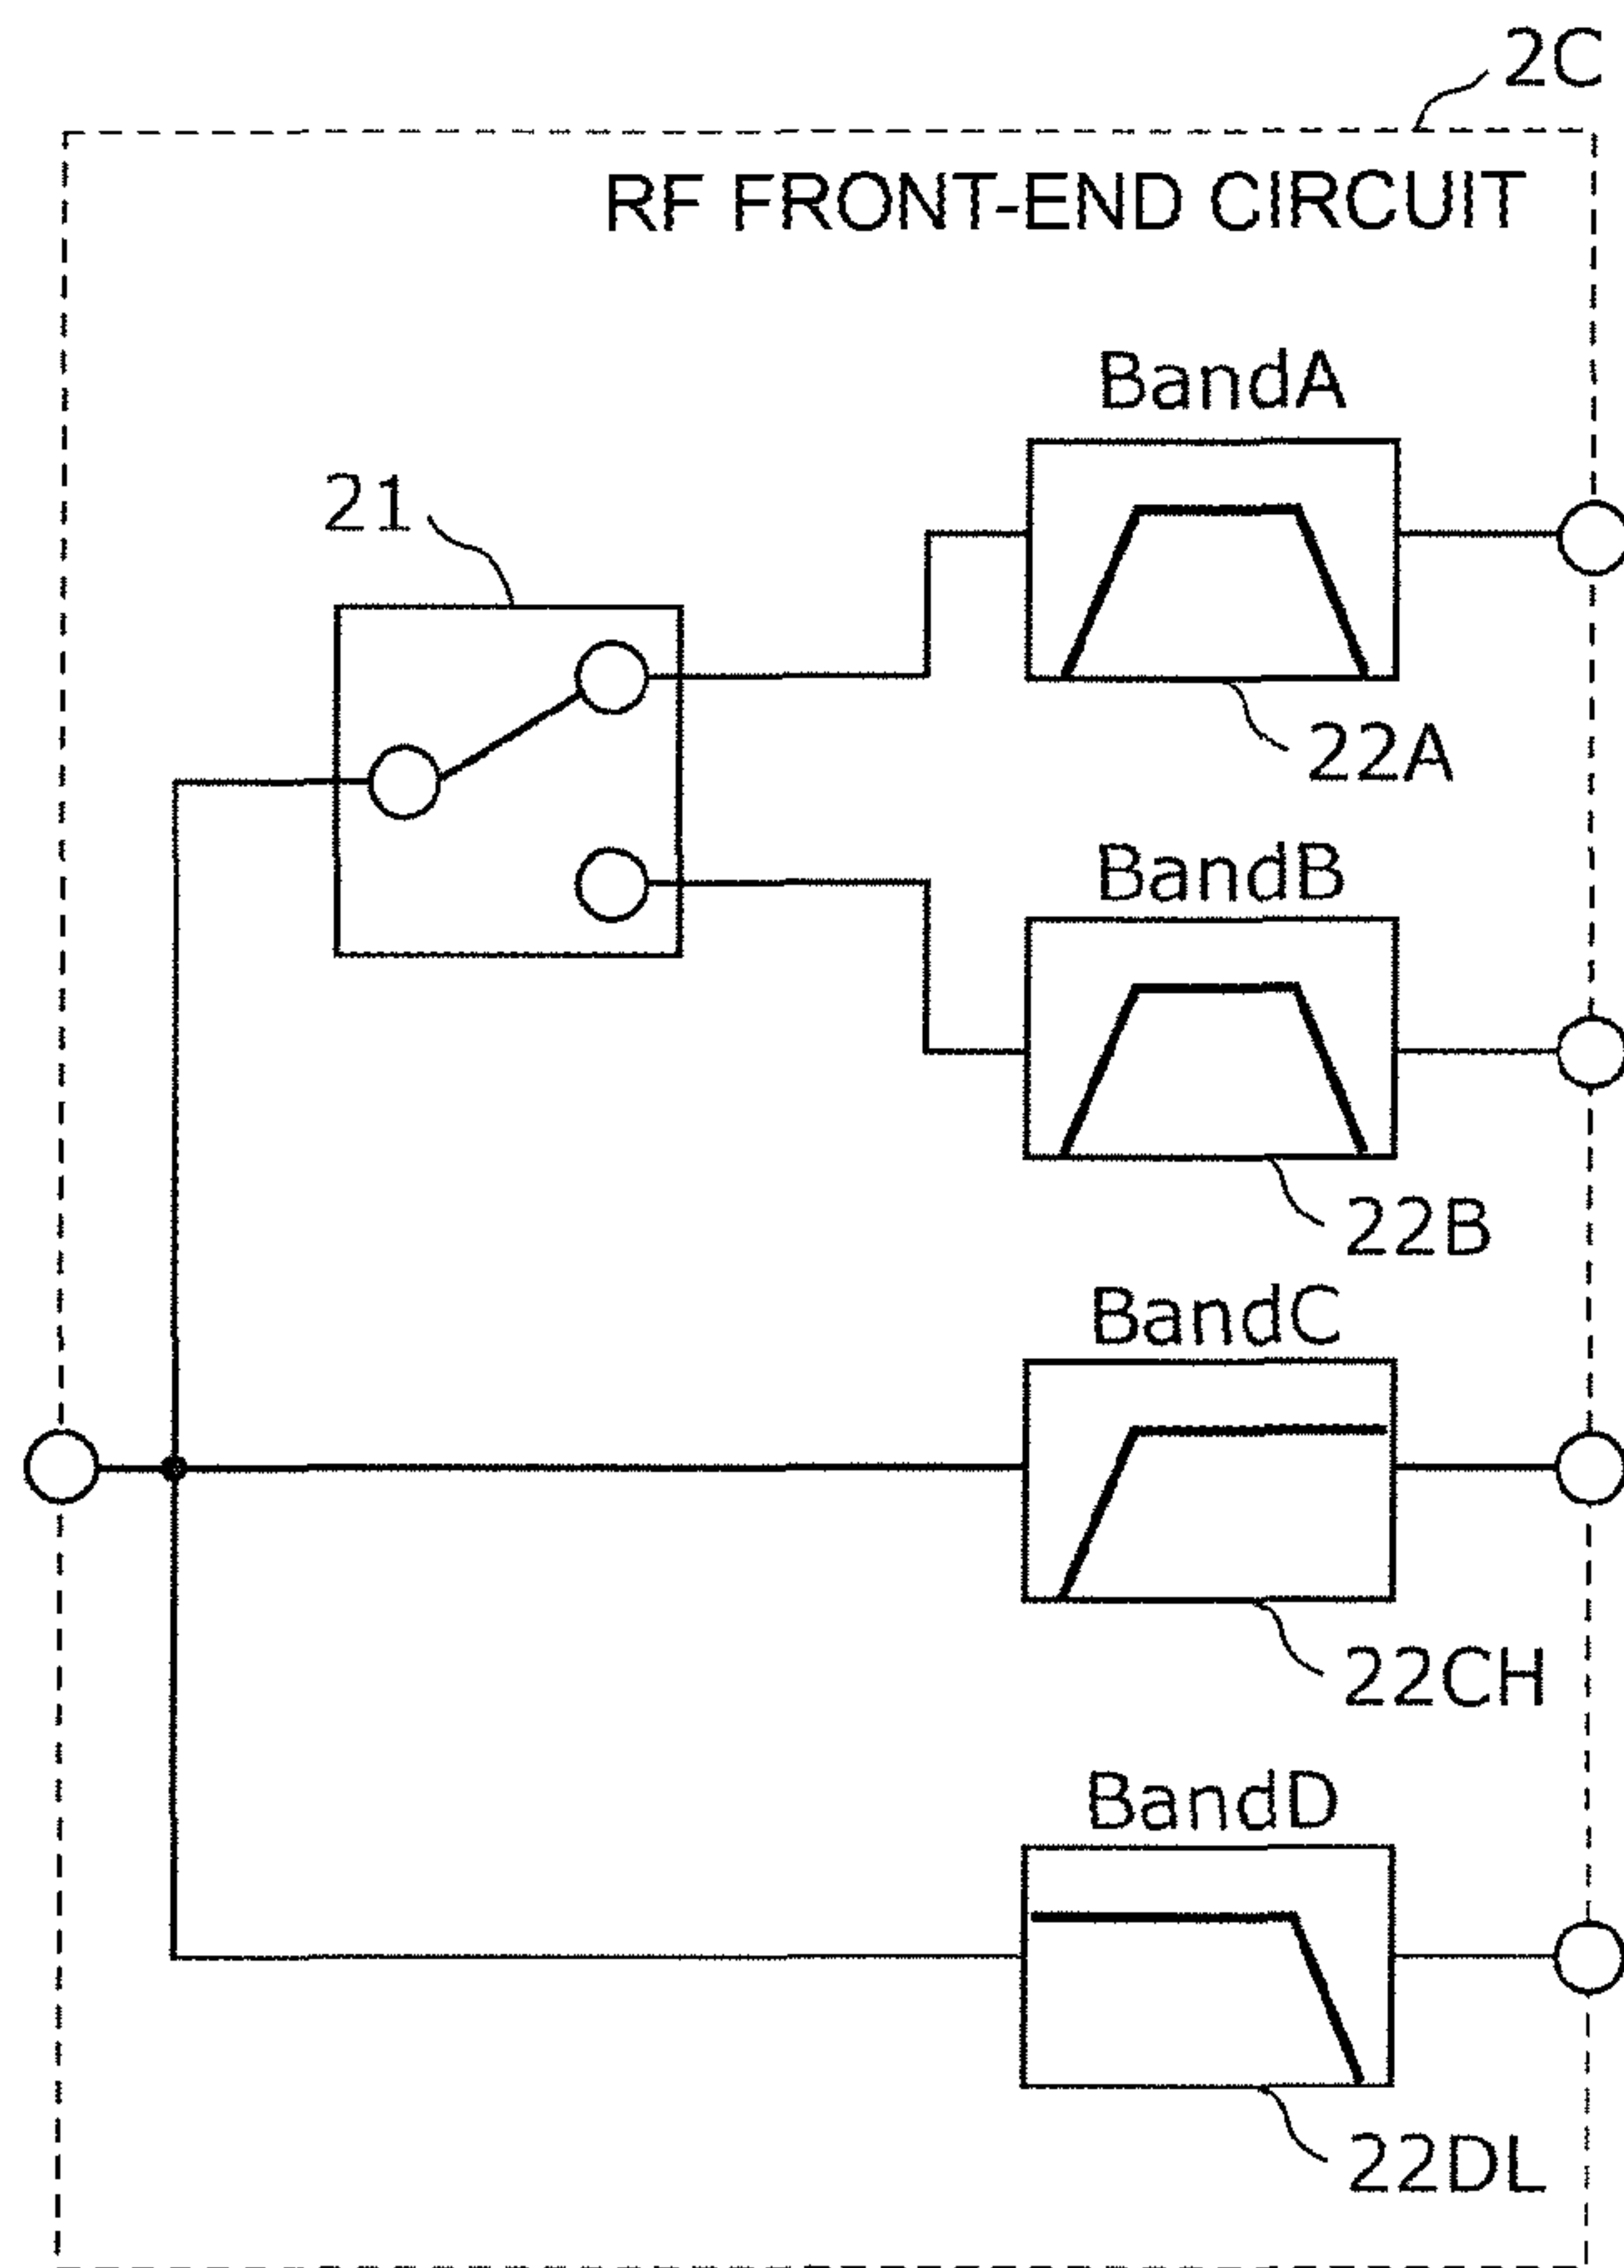 2C
RF FRONT-END CIRCUIT
BandA
21
22A
BandB
22B
BandC
22CH
BandD
22DL